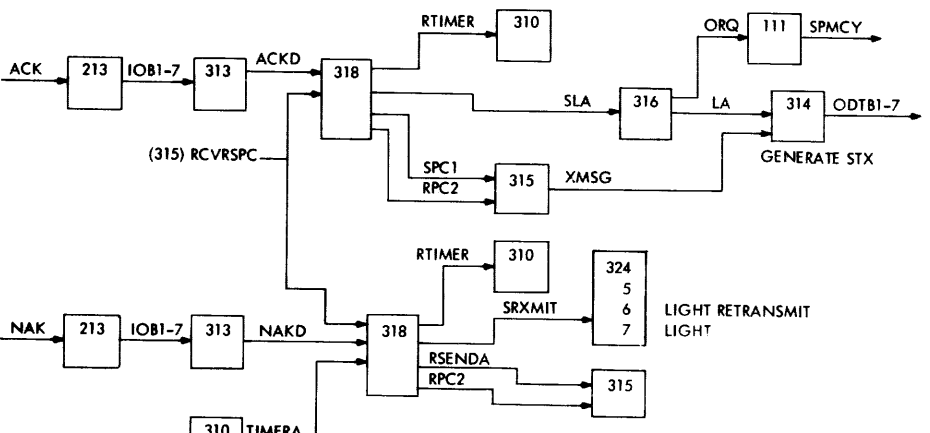 RTIMER
310
ORQ
111
SPMCY
ACK
213
IOB1-7
313
ACKD
318
SLA
316
LA
314
ODTB1-7
GENERATE STX
(315) RCVRSPC
SPC1
RPC2
315
XMSG
RTIMER
310
324
5
6 LIGHT RETRANSMIT
7 LIGHT
SRXMIT
NAK
213
IOB1-7
313
NAKD
318
RSENDA
RPC2
315
310
TIMERA